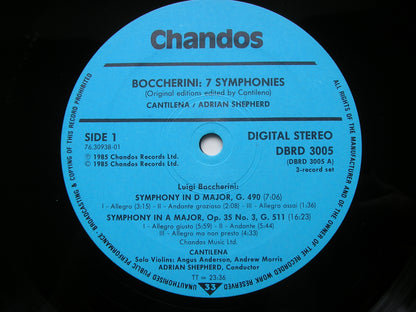 Chandos
BOCCHERINI: 7 SYMPHONIES
(Original editions edited by Cantilena)
CANTILENA / ADRIAN SHEPHERD
SIDE 1
76.30938-01
Ⓟ 1985 Chandos Records Ltd.
© 1985 Chandos Records Ltd.
DIGITAL STEREO
DBRD 3005
(DBRD 3005 A)
3-record set
Luigi Boccherini:
SYMPHONY IN D MAJOR, G. 490 (7:06)
I - Allegro (3:15) - II - Andante grazioso (2:15) - III - Allegro assai (1:36)
SYMPHONY IN A MAJOR, Op. 35 No. 3, G. 511 (16:23)
I - Allegro giusto (5:59) - II - Andante (5:44)
III - Allegro ma non presto (4:33)
Chandos Music Ltd.
CANTILENA
Solo Violins: Angus Anderson, Andrew Morris
ADRIAN SHEPHERD, Conductor
TT = 23:36
33
ALL RIGHTS OF THE MANUFACTURER AND OF THE OWNER OF THE RECORDED WORK RESERVED
UNAUTHORISED PUBLIC PERFORMANCE, BROADCASTING & COPYING OF THIS RECORD PROHIBITED